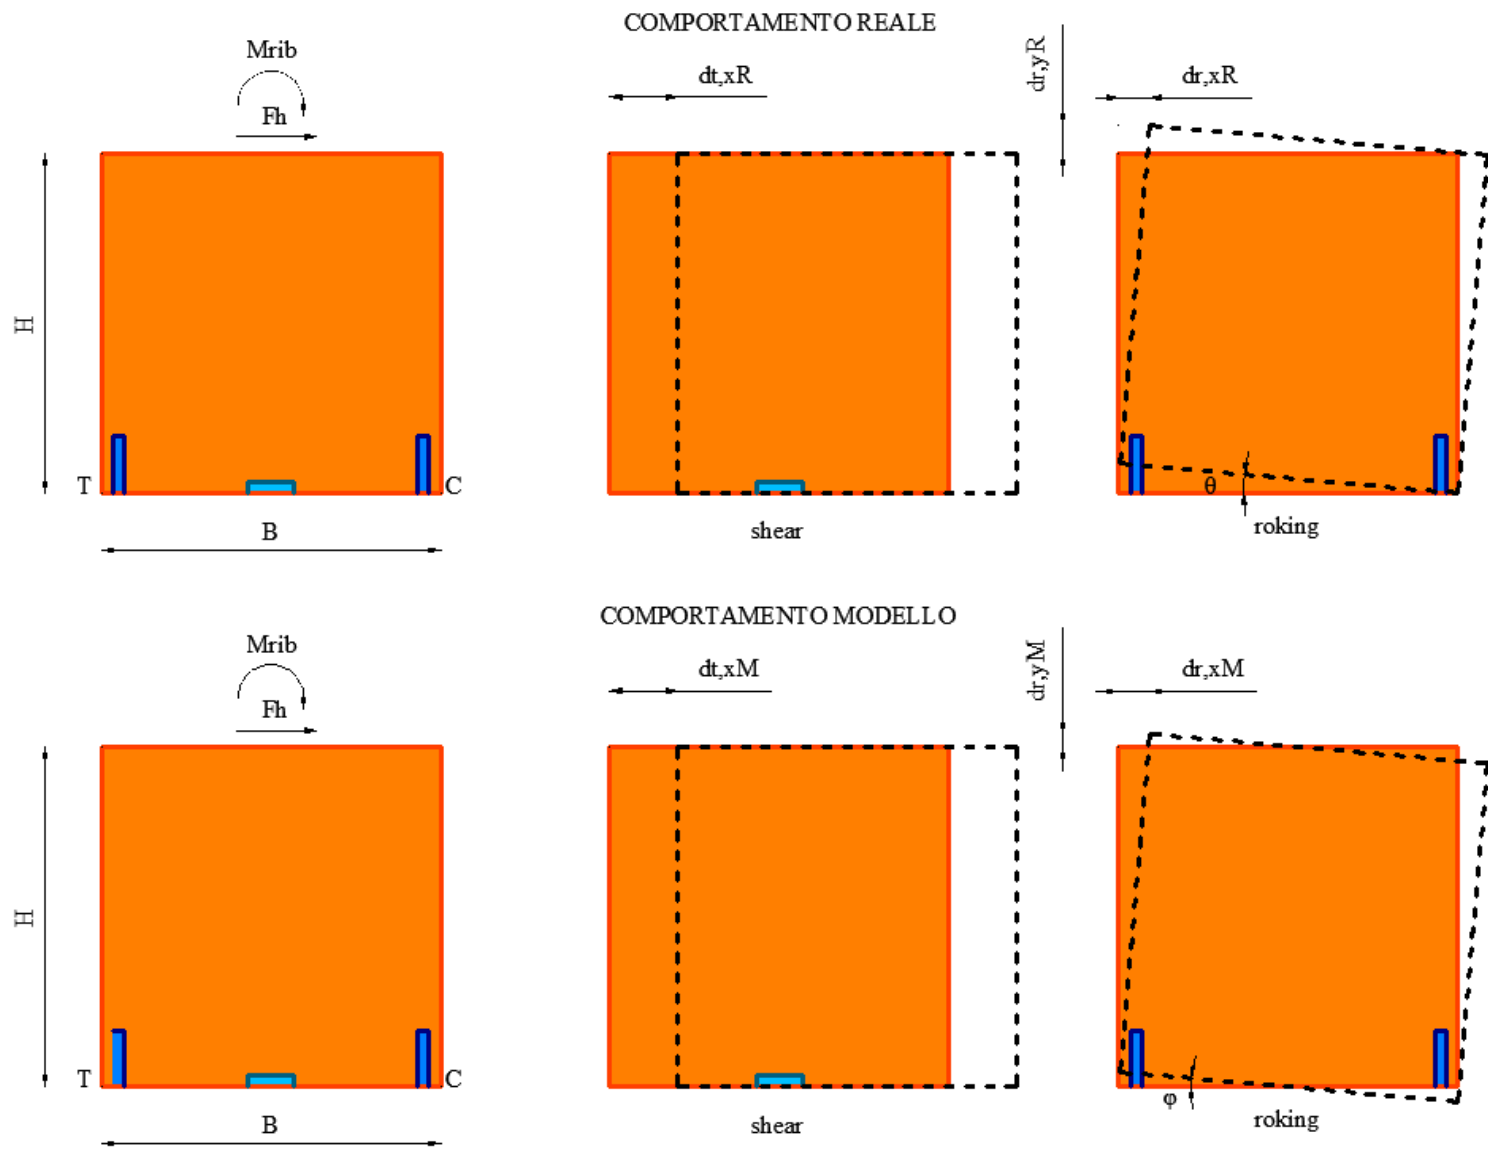 COMPORTAMENTO REALE
Mrib
Fh
H
T
C
B
dt,xR
shear
dr,yR
dr,xR
θ
roking
COMPORTAMENTO MODELLO
Mrib
Fh
H
T
C
B
dt,xM
shear
dr,yM
dr,xM
φ
roking